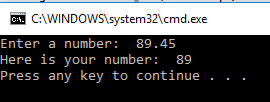 C:\WINDOWS\system32\cmd.exe
Enter a number:  89.45
Here is your number:  89
Press any key to continue . . .